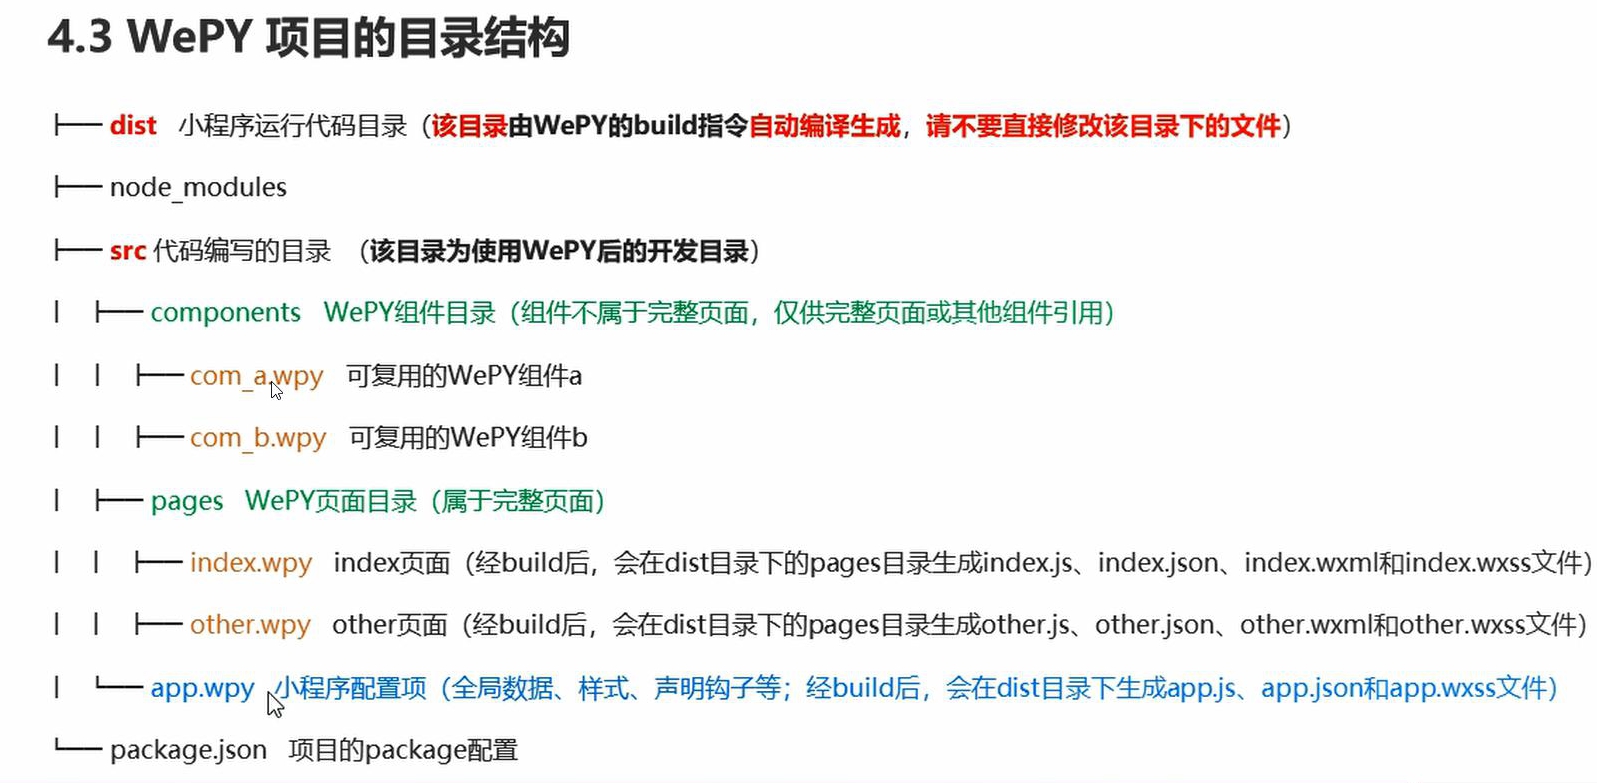 4.3 WePY 项目的目录结构
├── dist 小程序运行代码目录（该目录由WePY的build指令自动编译生成，请不要直接修改该目录下的文件）
├── node_modules
├── src 代码编写的目录 （该目录为使用WePY后的开发目录）
| ├── components WePY组件目录（组件不属于完整页面，仅供完整页面或其他组件引用）
| | ├── com_a.wpy 可复用的WePY组件a
| | ├── com_b.wpy 可复用的WePY组件b
| ├── pages WePY页面目录（属于完整页面）
| | ├── index.wpy index页面（经build后，会在dist目录下的pages目录生成index.js、index.json、index.wxml和index.wxss文件）
| | ├── other.wpy other页面（经build后，会在dist目录下的pages目录生成other.js、other.json、other.wxml和other.wxss文件）
| └── app.wpy 小程序配置项（全局数据、样式、声明钩子等；经build后，会在dist目录下生成app.js、app.json和app.wxss文件）
└── package.json 项目的package配置